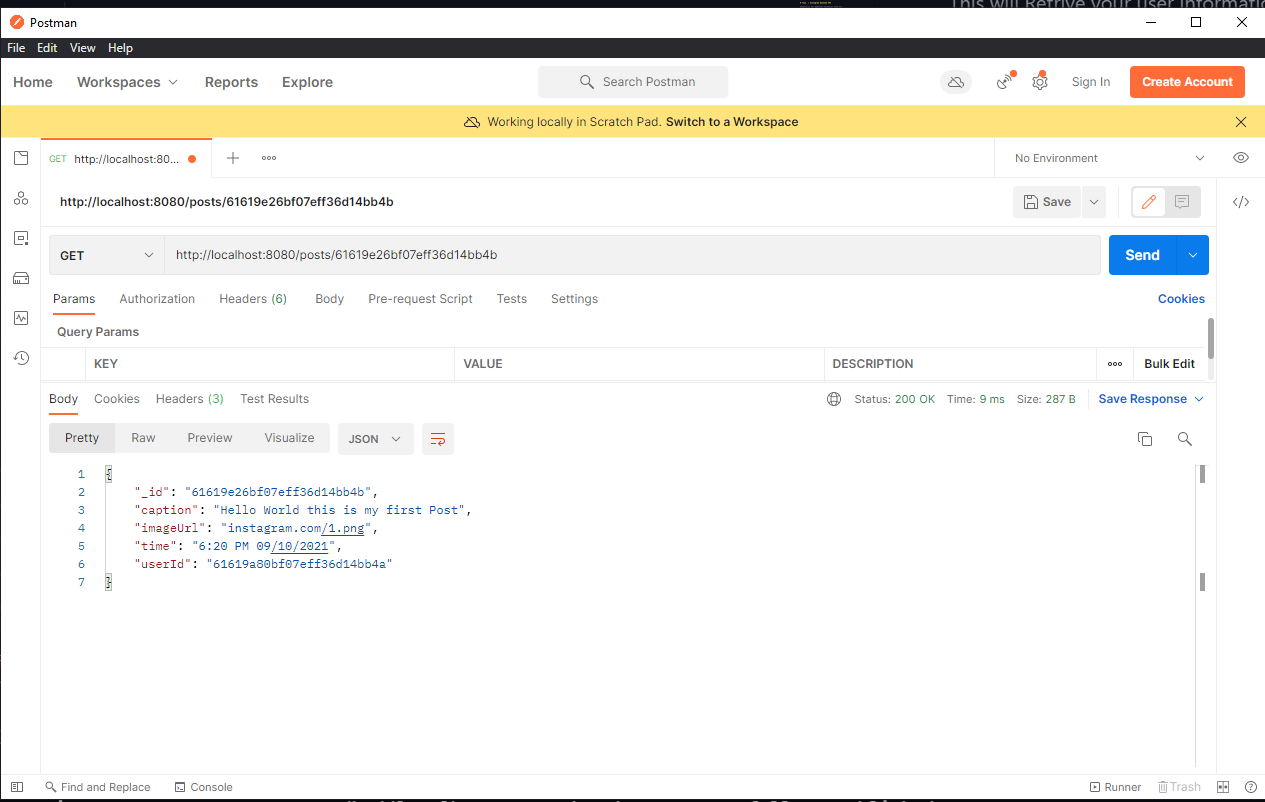 This will Retrive your user information
Postman
File Edit View Help
Home Workspaces Reports Explore Search Postman Sign In Create Account
Working locally in Scratch Pad. Switch to a Workspace
GET http://localhost:80... No Environment
http://localhost:8080/posts/61619e26bf07eff36d14bb4b Save
GET http://localhost:8080/posts/61619e26bf07eff36d14bb4b Send
Params Authorization Headers (6) Body Pre-request Script Tests Settings Cookies
Query Params
KEY VALUE DESCRIPTION Bulk Edit
Body Cookies Headers (3) Test Results Status: 200 OK Time: 9 ms Size: 287 B Save Response
Pretty Raw Preview Visualize JSON
1 {
2 "_id": "61619e26bf07eff36d14bb4b",
3 "caption": "Hello World this is my first Post",
4 "imageUrl": "instagram.com/1.png",
5 "time": "6:20 PM 09/10/2021",
6 "userId": "61619a80bf07eff36d14bb4a"
7 }
Find and Replace Console Runner Trash